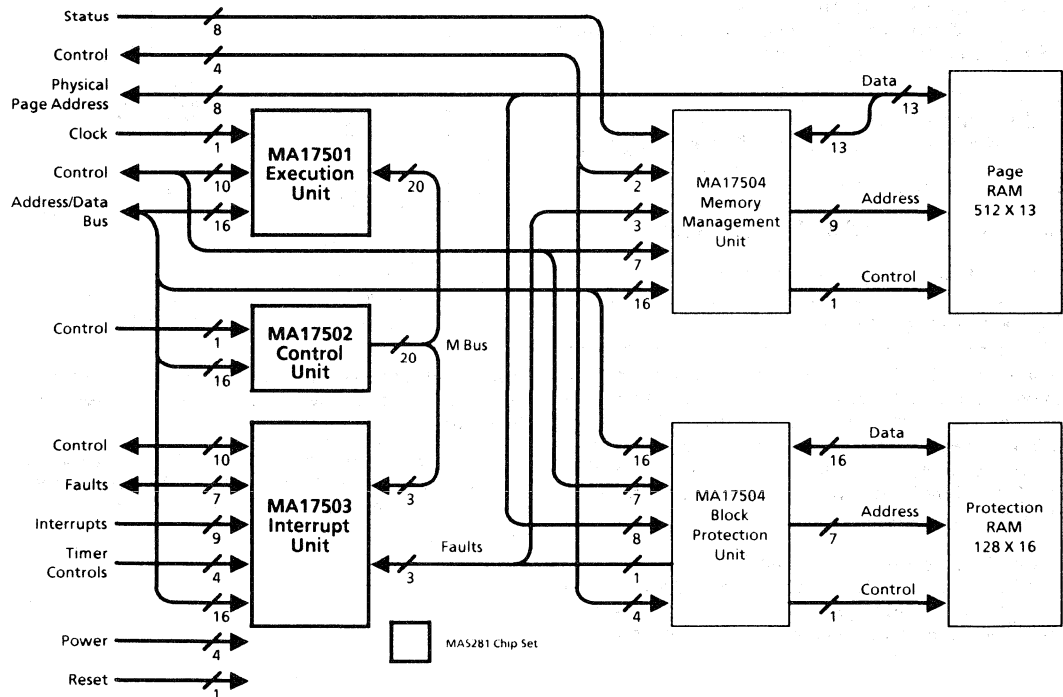 Status
8
Control
4
Physical
Page Address
8
Clock
1
Control
10
Address/Data
Bus
16
MA17501
Execution
Unit
20
Control
1
16
MA17502
Control
Unit
20
M Bus
Control
10
Faults
7
Interrupts
9
Timer
Controls
4
16
MA17503
Interrupt
Unit
3
Faults
3
Power
4
Reset
1
MAS281 Chip Set
2
3
7
16
MA17504
Memory
Management
Unit
Data
13
13
Address
9
Control
1
Page
RAM
512 X 13
16
7
8
1
4
MA17504
Block
Protection
Unit
Data
16
Address
7
Control
1
Protection
RAM
128 X 16